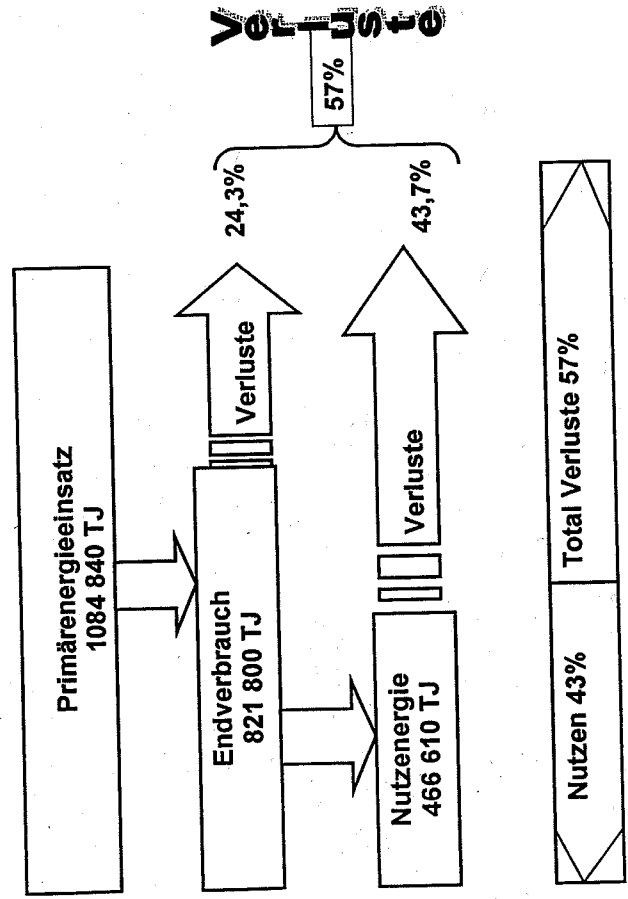 Primärenergieeinsatz
1084 840 TJ
Endverbrauch
821 800 TJ
Verluste
24,3%
Nutzenergie
466 610 TJ
Verluste
43,7%
57%
Verluste
Nutzen 43%
Total Verluste 57%